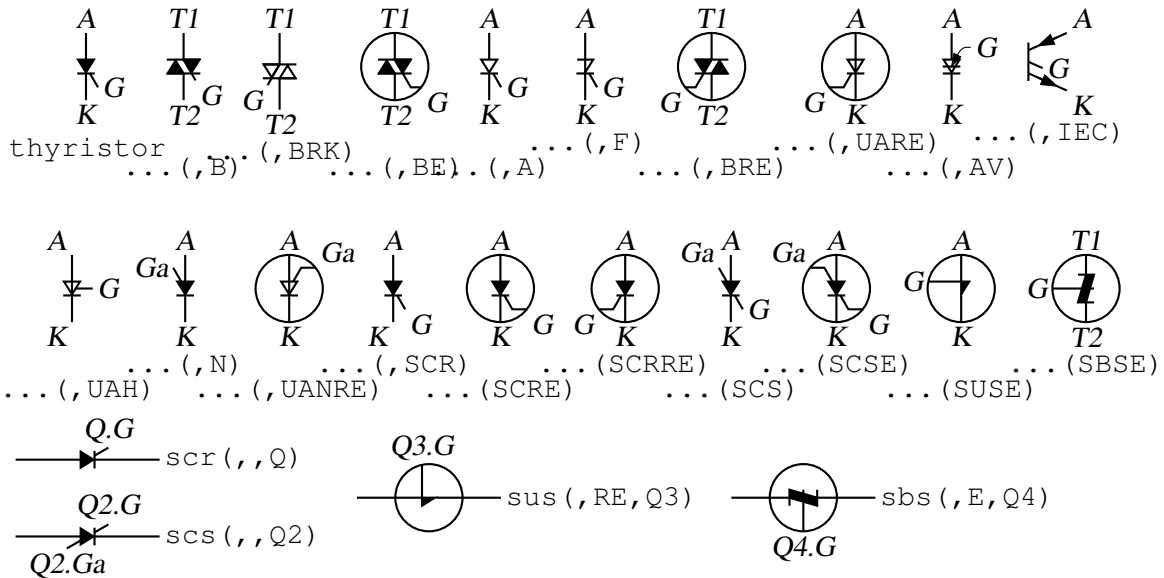 A T1 T1 T1 A A T1 A A A
G G G G G G G G G G
K T2 T2 T2 K K T2 K K K
thyristor ...(,B) ...(,BRK) ...(,BE) ...(,A) ...(,F) ...(,BRE) ...(,UARE) ...(,AV) ...(,IEC)
A A A A A A A A A T1
G Ga Ga G G G Ga G Ga G G G
K K K K K K K K K T2
...(,UAH) ...(,N) ...(,UANRE) ...(,SCR) ...(SCRE) ...(SCRRE) ...(SCS) ...(SCSE) ...(SUSE) ...(SBSE)
Q.G
scr(,,Q)
Q2.G
scs(,,Q2)
Q2.Ga
Q3.G
sus(,RE,Q3)
sbs(,E,Q4)
Q4.G